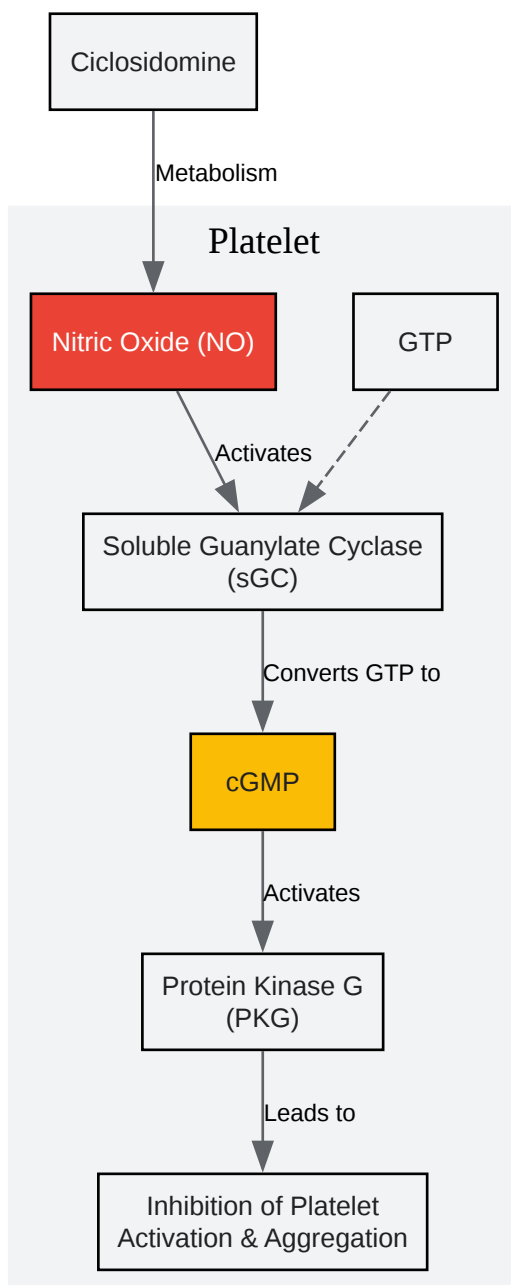 Ciclosidomine
Metabolism
Platelet
Nitric Oxide (NO)
GTP
Activates
Soluble Guanylate Cyclase
(sGC)
Converts GTP to
cGMP
Activates
Protein Kinase G
(PKG)
Leads to
Inhibition of Platelet
Activation & Aggregation